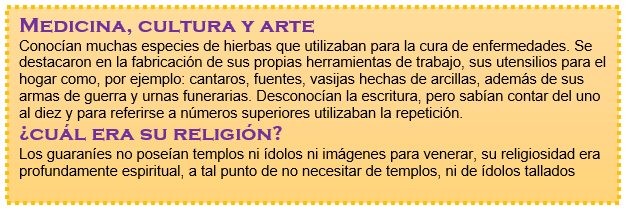 Medicina, cultura y arte
Conocían muchas especies de hierbas que utilizaban para la cura de enfermedades. Se
destacaron en la fabricación de sus propias herramientas de trabajo, sus utensilios para el
hogar como, por ejemplo: cantaros, fuentes, vasijas hechas de arcillas, además de sus
armas de guerra y urnas funerarias. Desconocían la escritura, pero sabían contar del uno
al diez y para referirse a números superiores utilizaban la repetición.
¿cuál era su religión?
Los guaraníes no poseían templos ni ídolos ni imágenes para venerar, su religiosidad era
profundamente espiritual, a tal punto de no necesitar de templos, ni de ídolos tallados